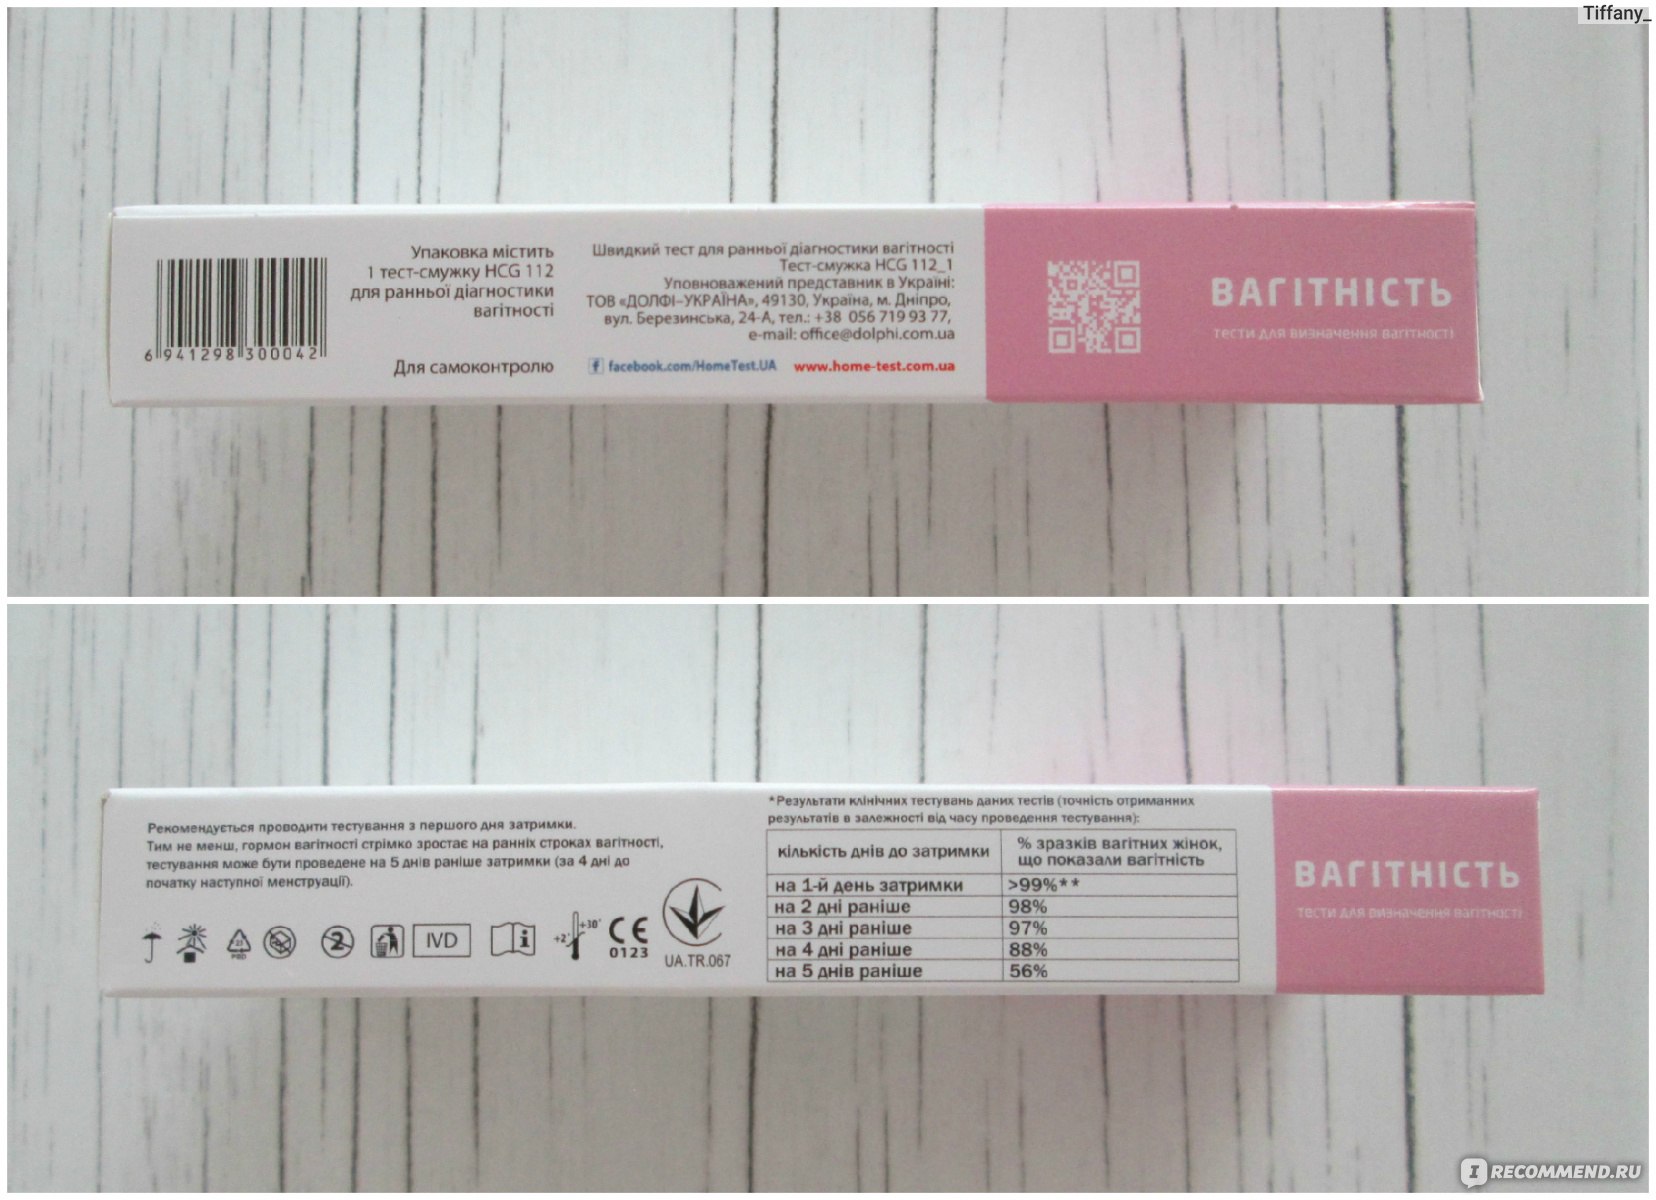 Tiffany_
Упаковка містить
1 тест-смужку HCG 112
для ранньої діагностики
вагітності
Для самоконтролю
6 941298 300042
Швидкий тест для ранньої діагностики вагітності
Тест-смужка HCG 112_1
Уповноважений представник в Україні:
ТОВ «ДОЛФІ–УКРАЇНА», 49130, Україна, м. Дніпро,
вул. Березинська, 24-А, тел.: +38 056 719 93 77,
e-mail: office@dolphi.com.ua
facebook.com/HomeTest.UA www.home-test.com.ua
ВАГІТНІСТЬ
тести для визначення вагітності
Рекомендується проводити тестування з першого дня затримки.
Тим не менш, гормон вагітності стрімко зростає на ранніх строках вагітності,
тестування може бути проведене на 5 днів раніше затримки (за 4 дні до
початку наступної менструації).
2
IVD
i
+2° +30°
CE
0123
UA.TR.067
*Результати клінічних тестувань даних тестів (точність отриманних
результатів в залежності від часу проведення тестування):
кількість днів до затримки
% зразків вагітних жінок,
що показали вагітність
на 1-й день затримки >99%**
на 2 дні раніше 98%
на 3 дні раніше 97%
на 4 дні раніше 88%
на 5 днів раніше 56%
ВАГІТНІСТЬ
тести для визначення вагітності
IRECOMMEND.RU